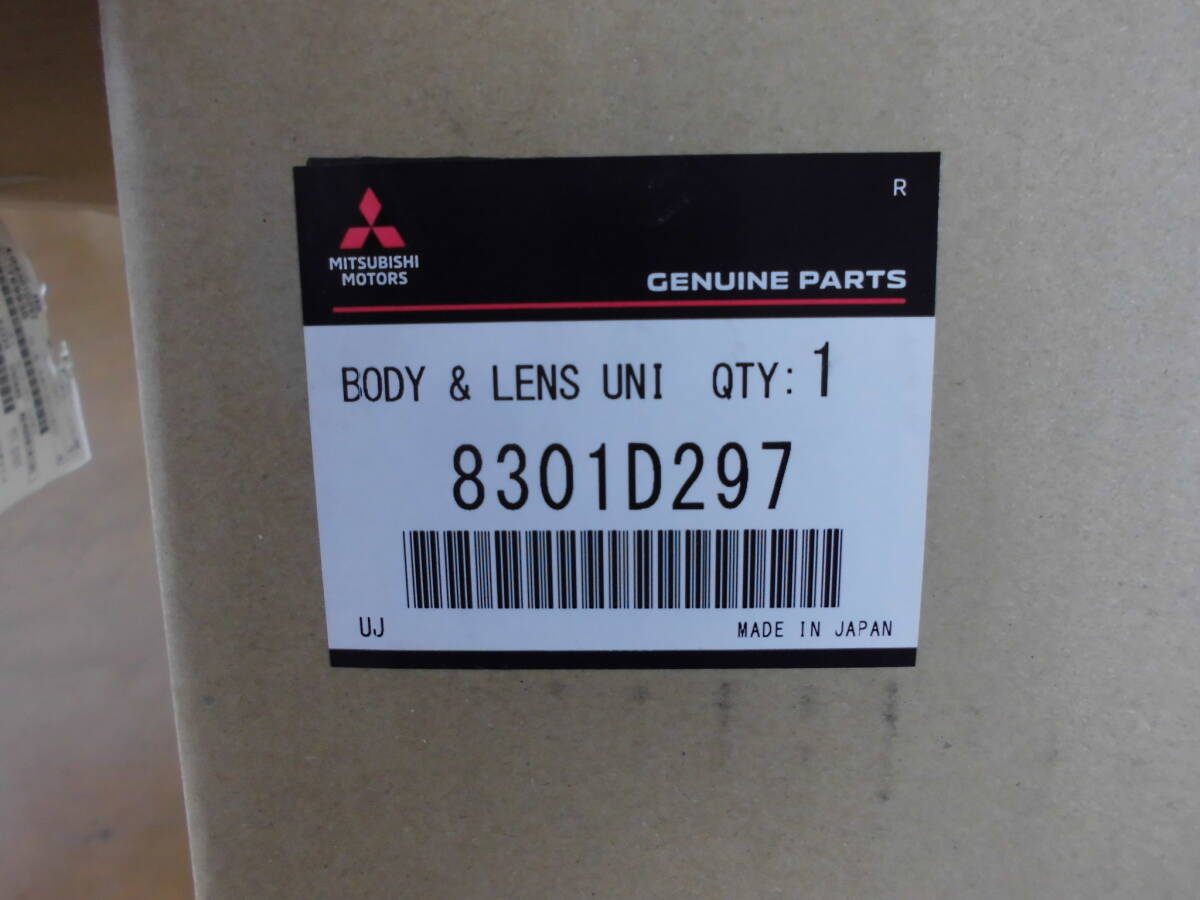 R
MITSUBISHI
MOTORS
GENUINE PARTS
BODY & LENS UNI QTY: 1
8301D297
UJ MADE IN JAPAN